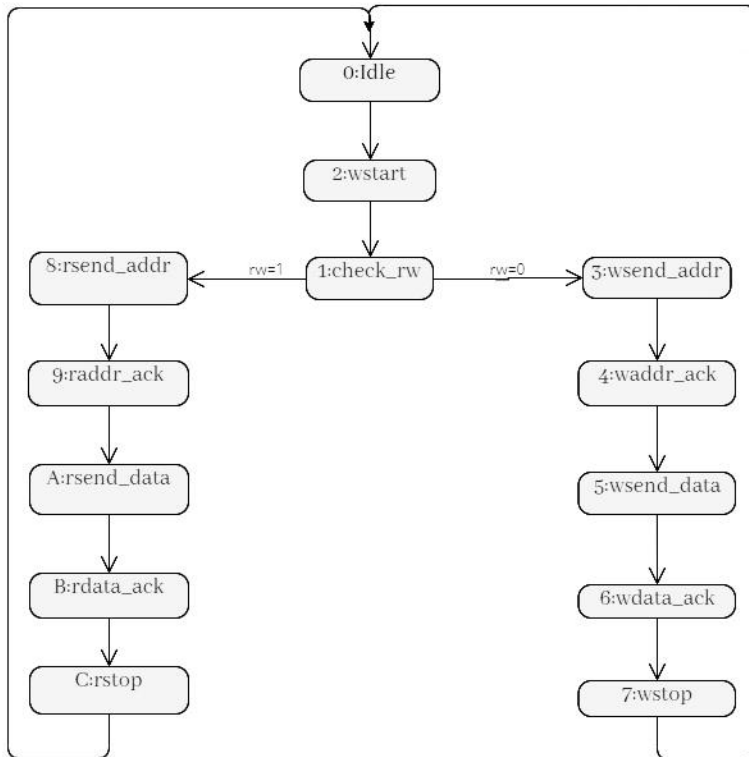 0:Idle
2:wstart
8:rsend_addr
rw=1
1:check_rw
rw=0
3:wsend_addr
9:raddr_ack
4:waddr_ack
A:rsend_data
5:wsend_data
B:rdata_ack
6:wdata_ack
C:rstop
7:wstop